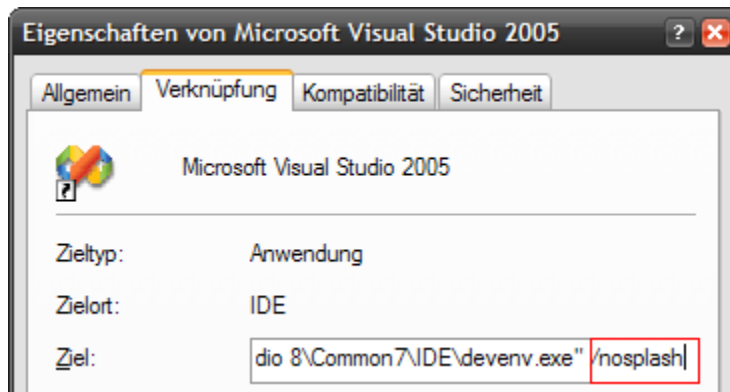 Eigenschaften von Microsoft Visual Studio 2005
Allgemein Verknüpfung Kompatibilität Sicherheit
Microsoft Visual Studio 2005
Zieltyp: Anwendung
Zielort: IDE
Ziel: dio 8\Common7\IDE\devenv.exe" /nosplash